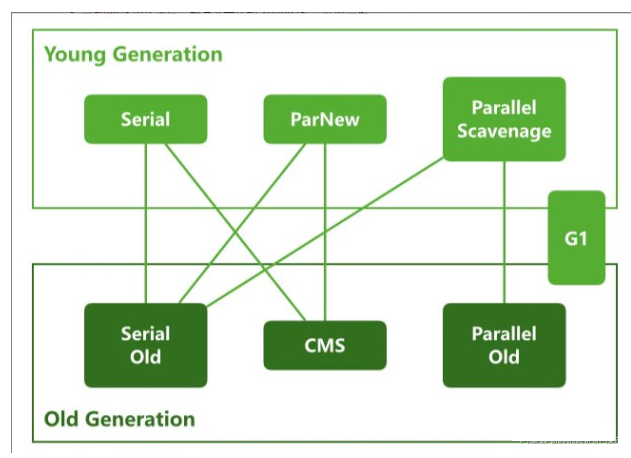 Young Generation
Serial
ParNew
Parallel
Scavenage
G1
Serial
Old
CMS
Parallel
Old
Old Generation